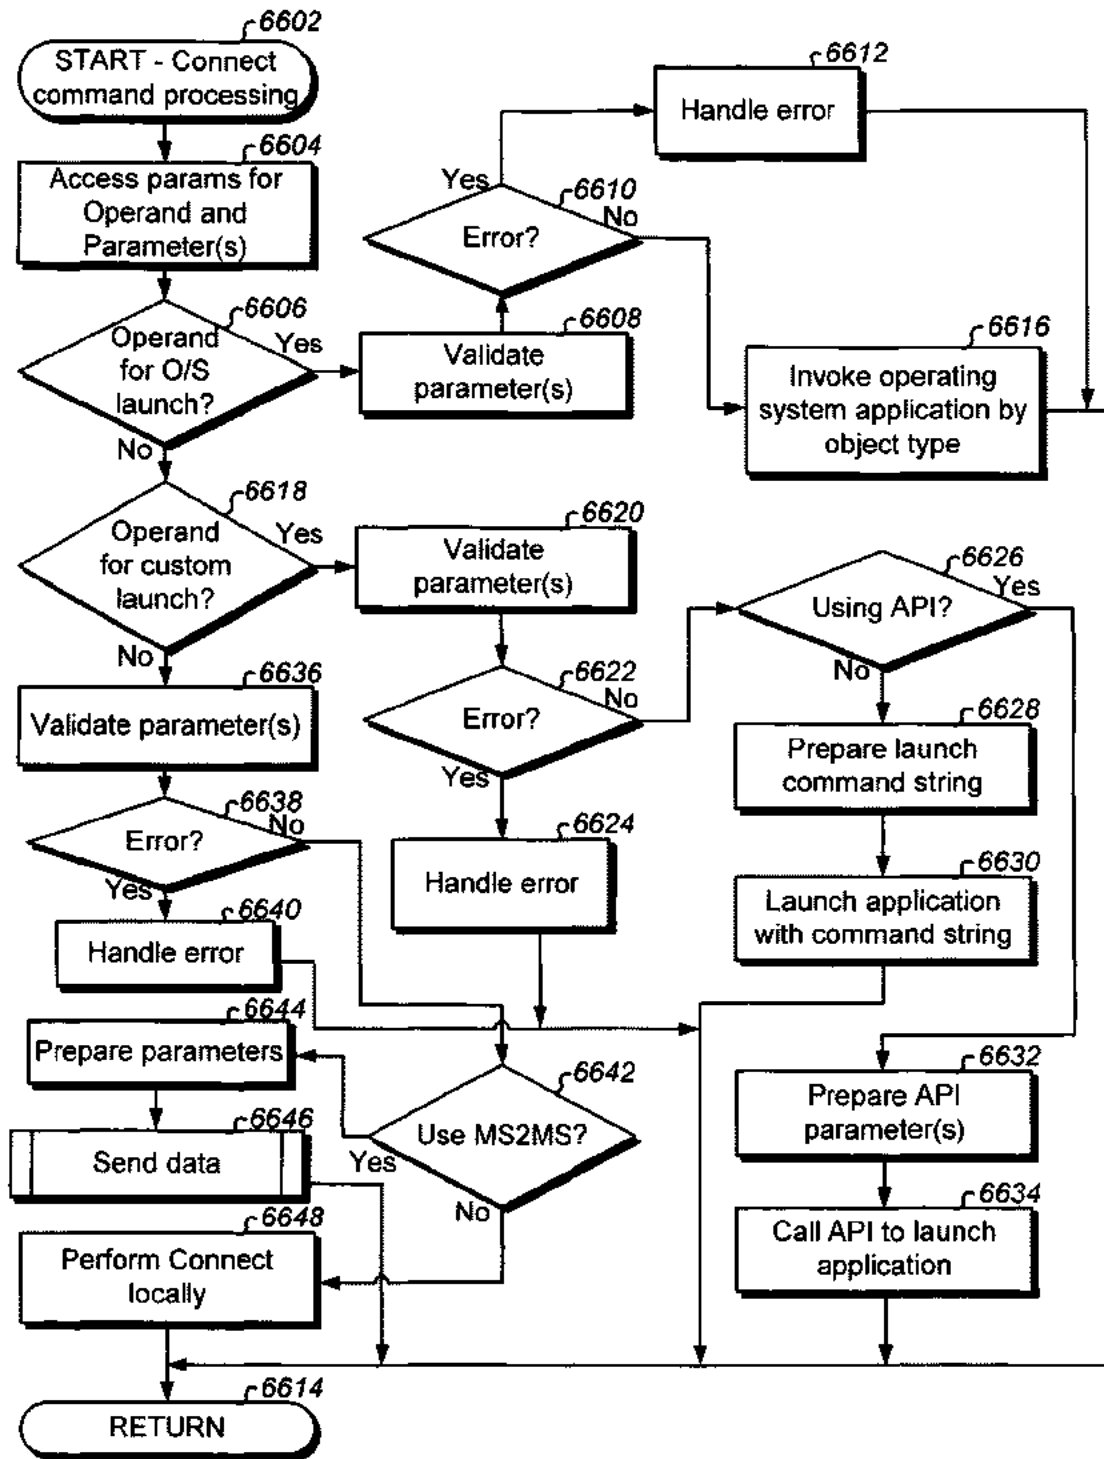 6602
START - Connect
command processing
6604
Access params for
Operand and
Parameter(s)
6606
Operand
for O/S
launch?
Yes
No
6608
Validate
parameter(s)
6610
Error?
Yes
No
6612
Handle error
6616
Invoke operating
system application by
object type
6618
Operand
for custom
launch?
Yes
No
6620
Validate
parameter(s)
6622
Error?
No
Yes
6624
Handle error
6626
Using API?
Yes
No
6628
Prepare launch
command string
6630
Launch application
with command string
6632
Prepare API
parameter(s)
6634
Call API to launch
application
6636
Validate parameter(s)
6638
Error?
No
Yes
6640
Handle error
6642
Use MS2MS?
Yes
No
6644
Prepare parameters
6646
Send data
6648
Perform Connect
locally
6614
RETURN